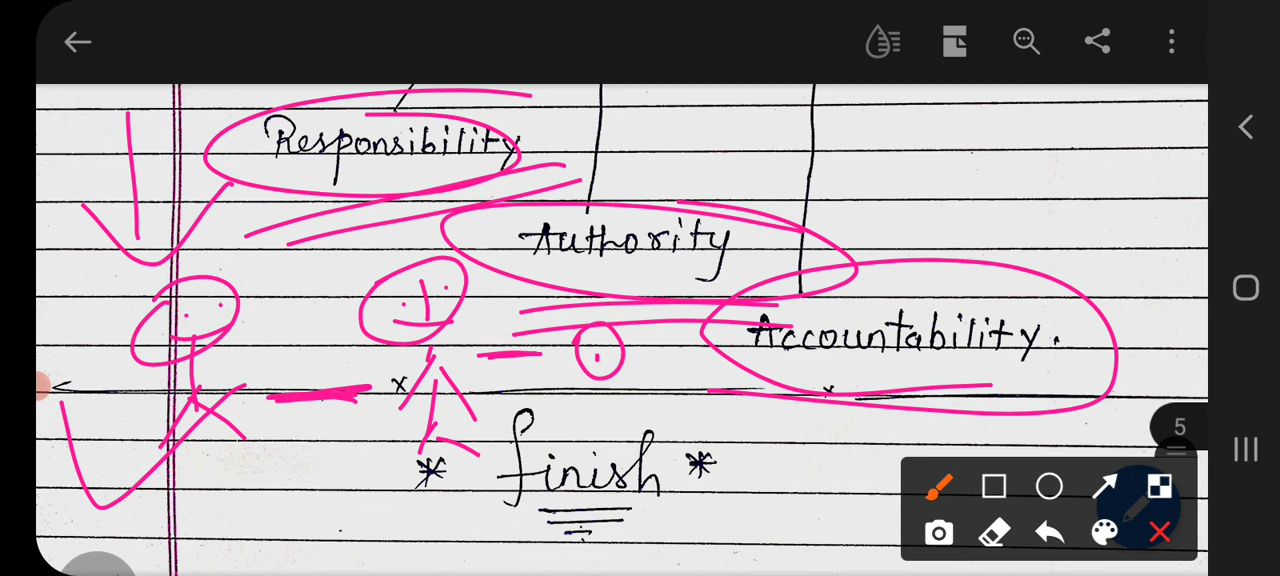 Responsibility
Authority
Accountability.
* finish *
5